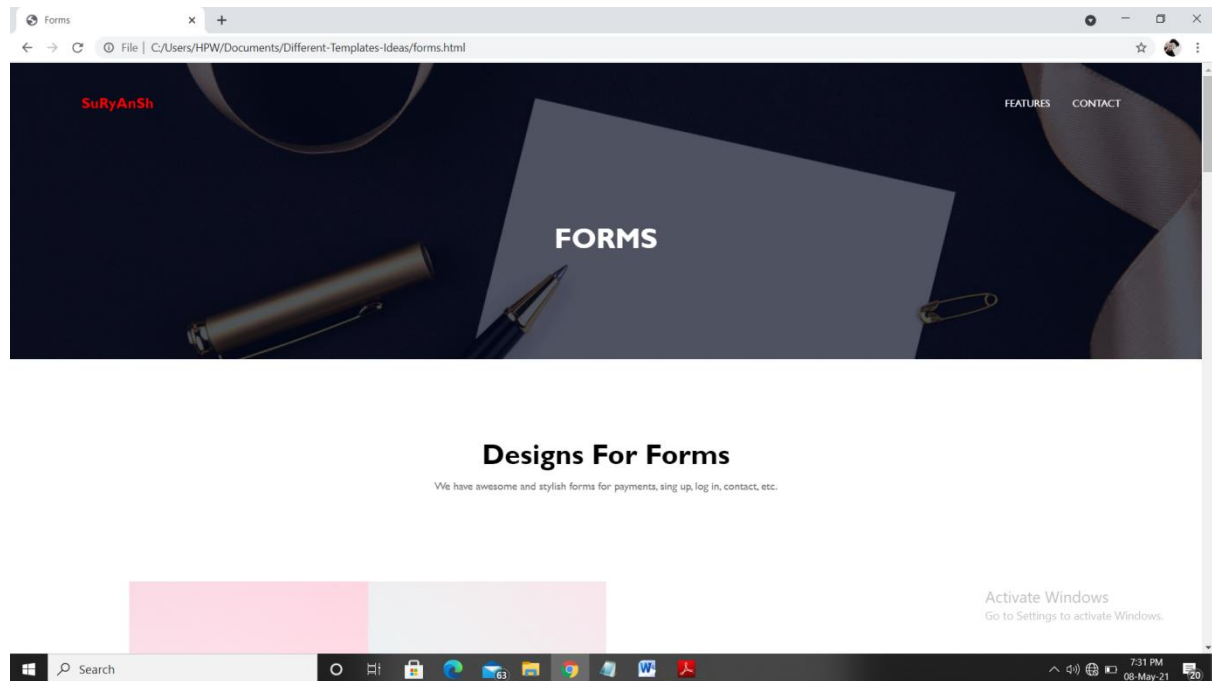 Forms
File | C:/Users/HPW/Documents/Different-Templates-Ideas/forms.html
SuRyAnSh
FEATURES CONTACT
FORMS
Designs For Forms
We have awesome and stylish forms for payments, sing up, log in, contact, etc.
Activate Windows
Go to Settings to activate Windows.
Search
63
W
7:31 PM
08-May-21
20